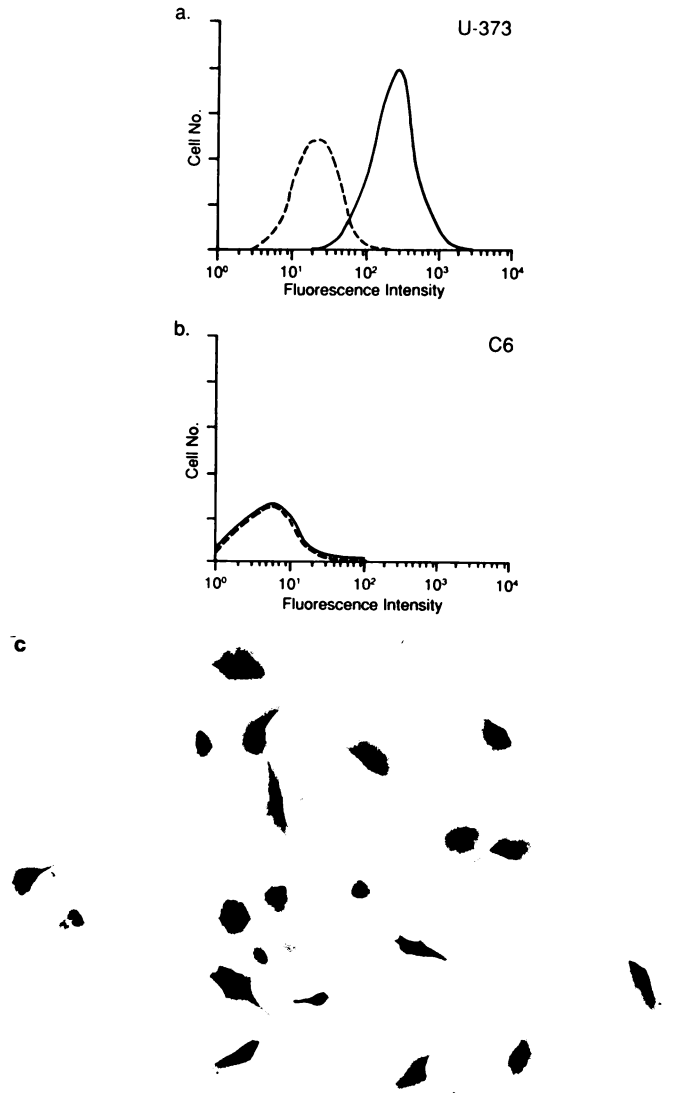 a.
U-373
Cell No.
10⁰ 10¹ 10² 10³ 10⁴
Fluorescence Intensity
b.
C6
Cell No.
10⁰ 10¹ 10² 10³ 10⁴
Fluorescence Intensity
c